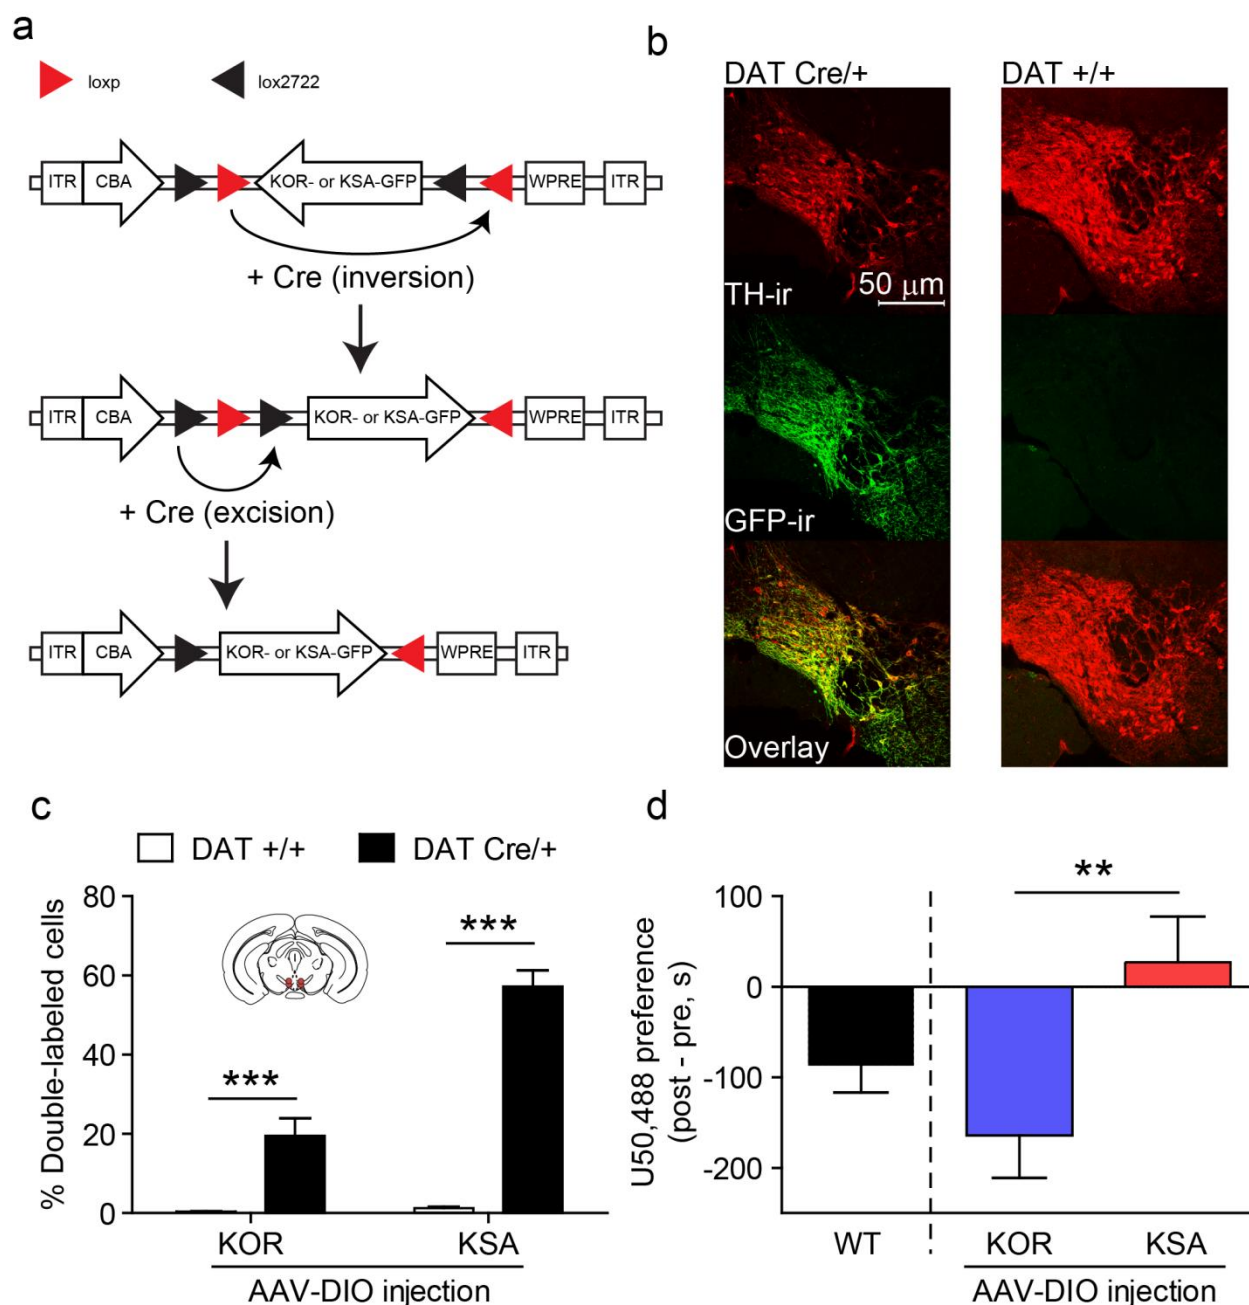 a
loxp
lox2722
ITR CBA KOR- or KSA-GFP WPRE ITR
+ Cre (inversion)
ITR CBA KOR- or KSA-GFP WPRE ITR
+ Cre (excision)
ITR CBA KOR- or KSA-GFP WPRE ITR
b
DAT Cre/+
DAT +/+
TH-ir
50 μm
GFP-ir
Overlay
c
DAT +/+
DAT Cre/+
% Double-labeled cells
80
60
40
20
0
***
***
KOR
KSA
AAV-DIO injection
d
U50,488 preference
(post - pre, s)
100
0
-100
-200
**
WT
KOR
KSA
AAV-DIO injection